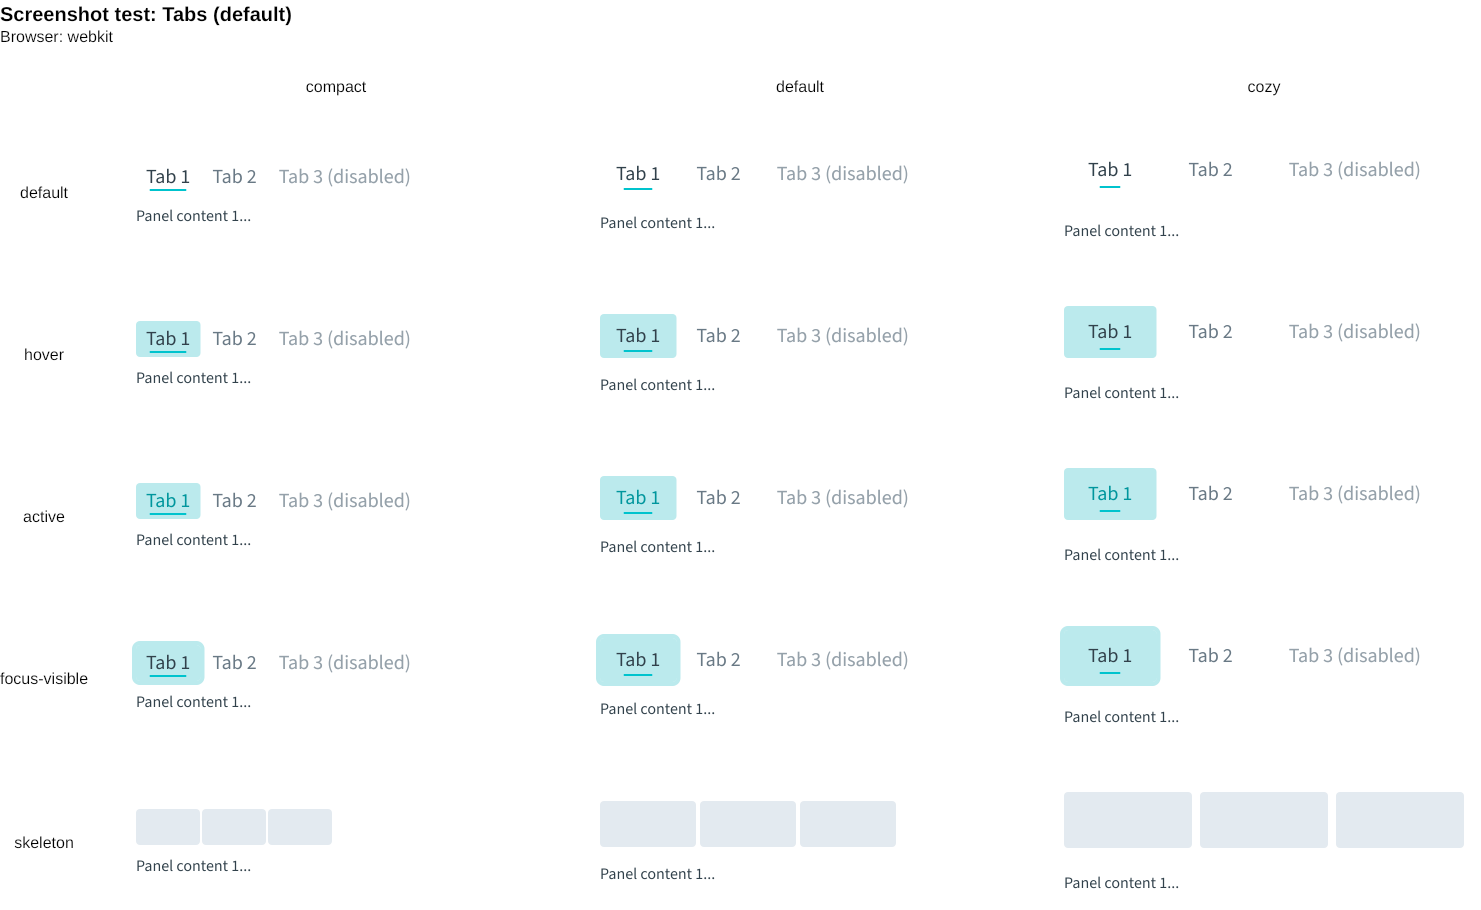 Screenshot test: Tabs (default)
Browser: webkit
compact default cozy
default
Tab 1 Tab 2 Tab 3 (disabled) Tab 1 Tab 2 Tab 3 (disabled) Tab 1 Tab 2 Tab 3 (disabled)
Panel content 1... Panel content 1... Panel content 1...
hover
Tab 1 Tab 2 Tab 3 (disabled) Tab 1 Tab 2 Tab 3 (disabled) Tab 1 Tab 2 Tab 3 (disabled)
Panel content 1... Panel content 1... Panel content 1...
active
Tab 1 Tab 2 Tab 3 (disabled) Tab 1 Tab 2 Tab 3 (disabled) Tab 1 Tab 2 Tab 3 (disabled)
Panel content 1... Panel content 1... Panel content 1...
focus-visible
Tab 1 Tab 2 Tab 3 (disabled) Tab 1 Tab 2 Tab 3 (disabled) Tab 1 Tab 2 Tab 3 (disabled)
Panel content 1... Panel content 1... Panel content 1...
skeleton
Panel content 1... Panel content 1... Panel content 1...